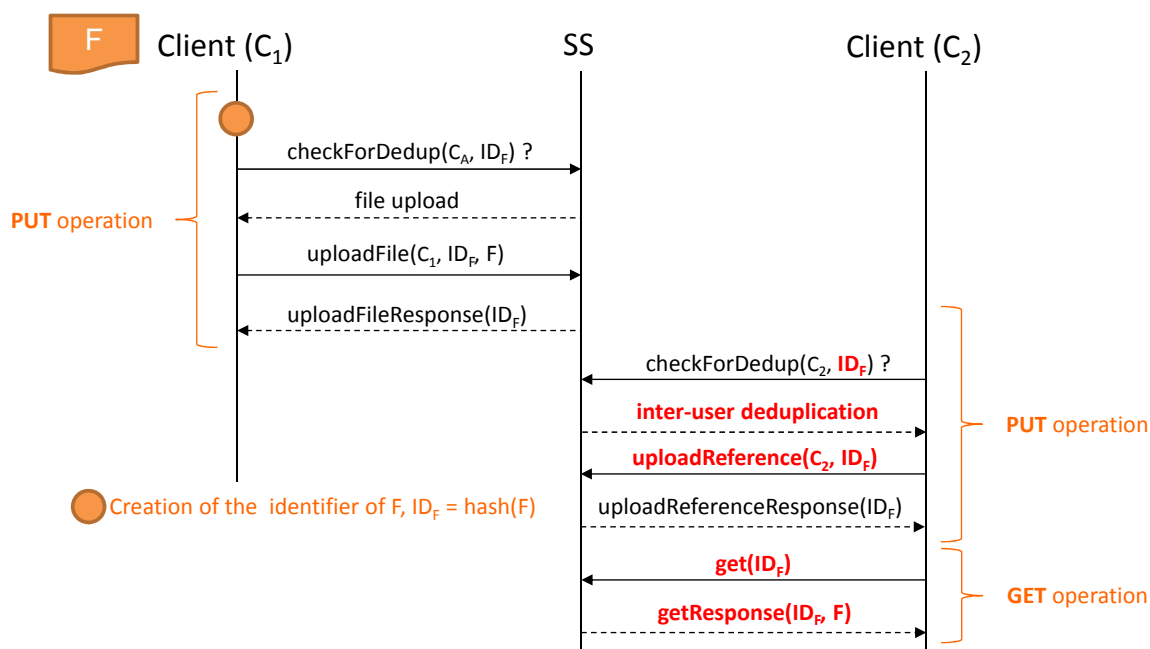 F
Client (C1)
SS
Client (C2)
checkForDedup(CA, IDF) ?
file upload
PUT operation
uploadFile(C1, IDF, F)
uploadFileResponse(IDF)
checkForDedup(C2, IDF) ?
inter-user deduplication
PUT operation
uploadReference(C2, IDF)
Creation of the identifier of F, IDF = hash(F)
uploadReferenceResponse(IDF)
get(IDF)
GET operation
getResponse(IDF, F)